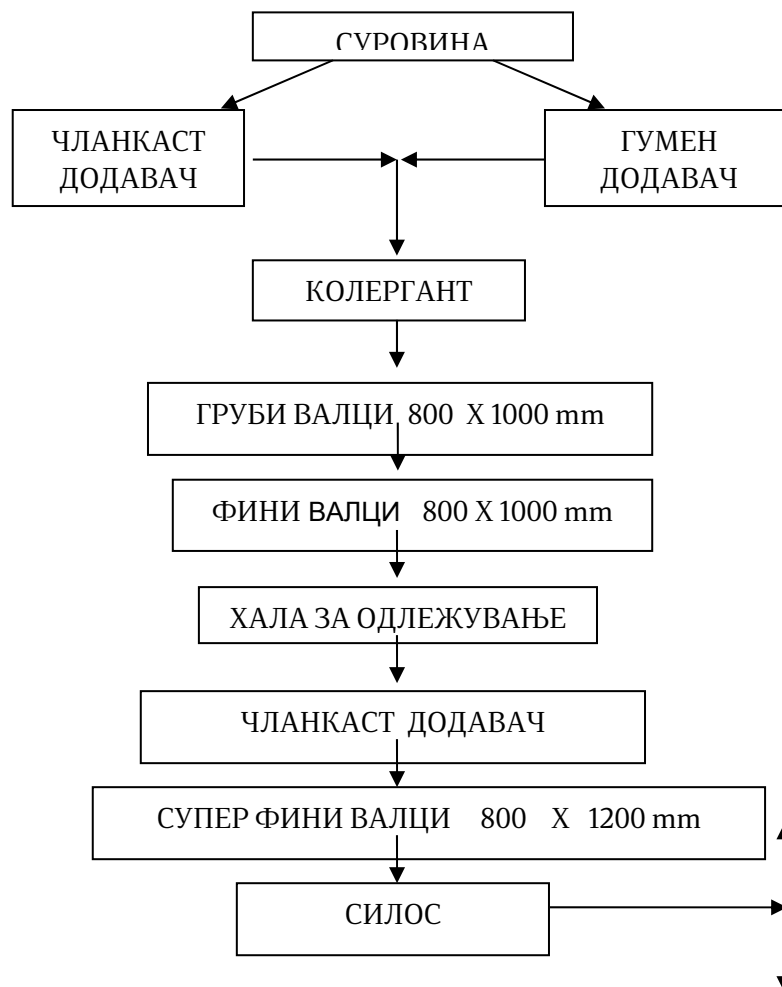 СУРОВИНА
ЧЛАНКАСТ
ДОДАВАЧ
ГУМЕН
ДОДАВАЧ
КОЛЕРГАНТ
ГРУБИ ВАЛЦИ 800 X 1000 mm
ФИНИ ВАЛЦИ 800 X 1000 mm
ХАЛА ЗА ОДЛЕЖУВАЊЕ
ЧЛАНКАСТ ДОДАВАЧ
СУПЕР ФИНИ ВАЛЦИ 800 X 1200 mm
СИЛОС